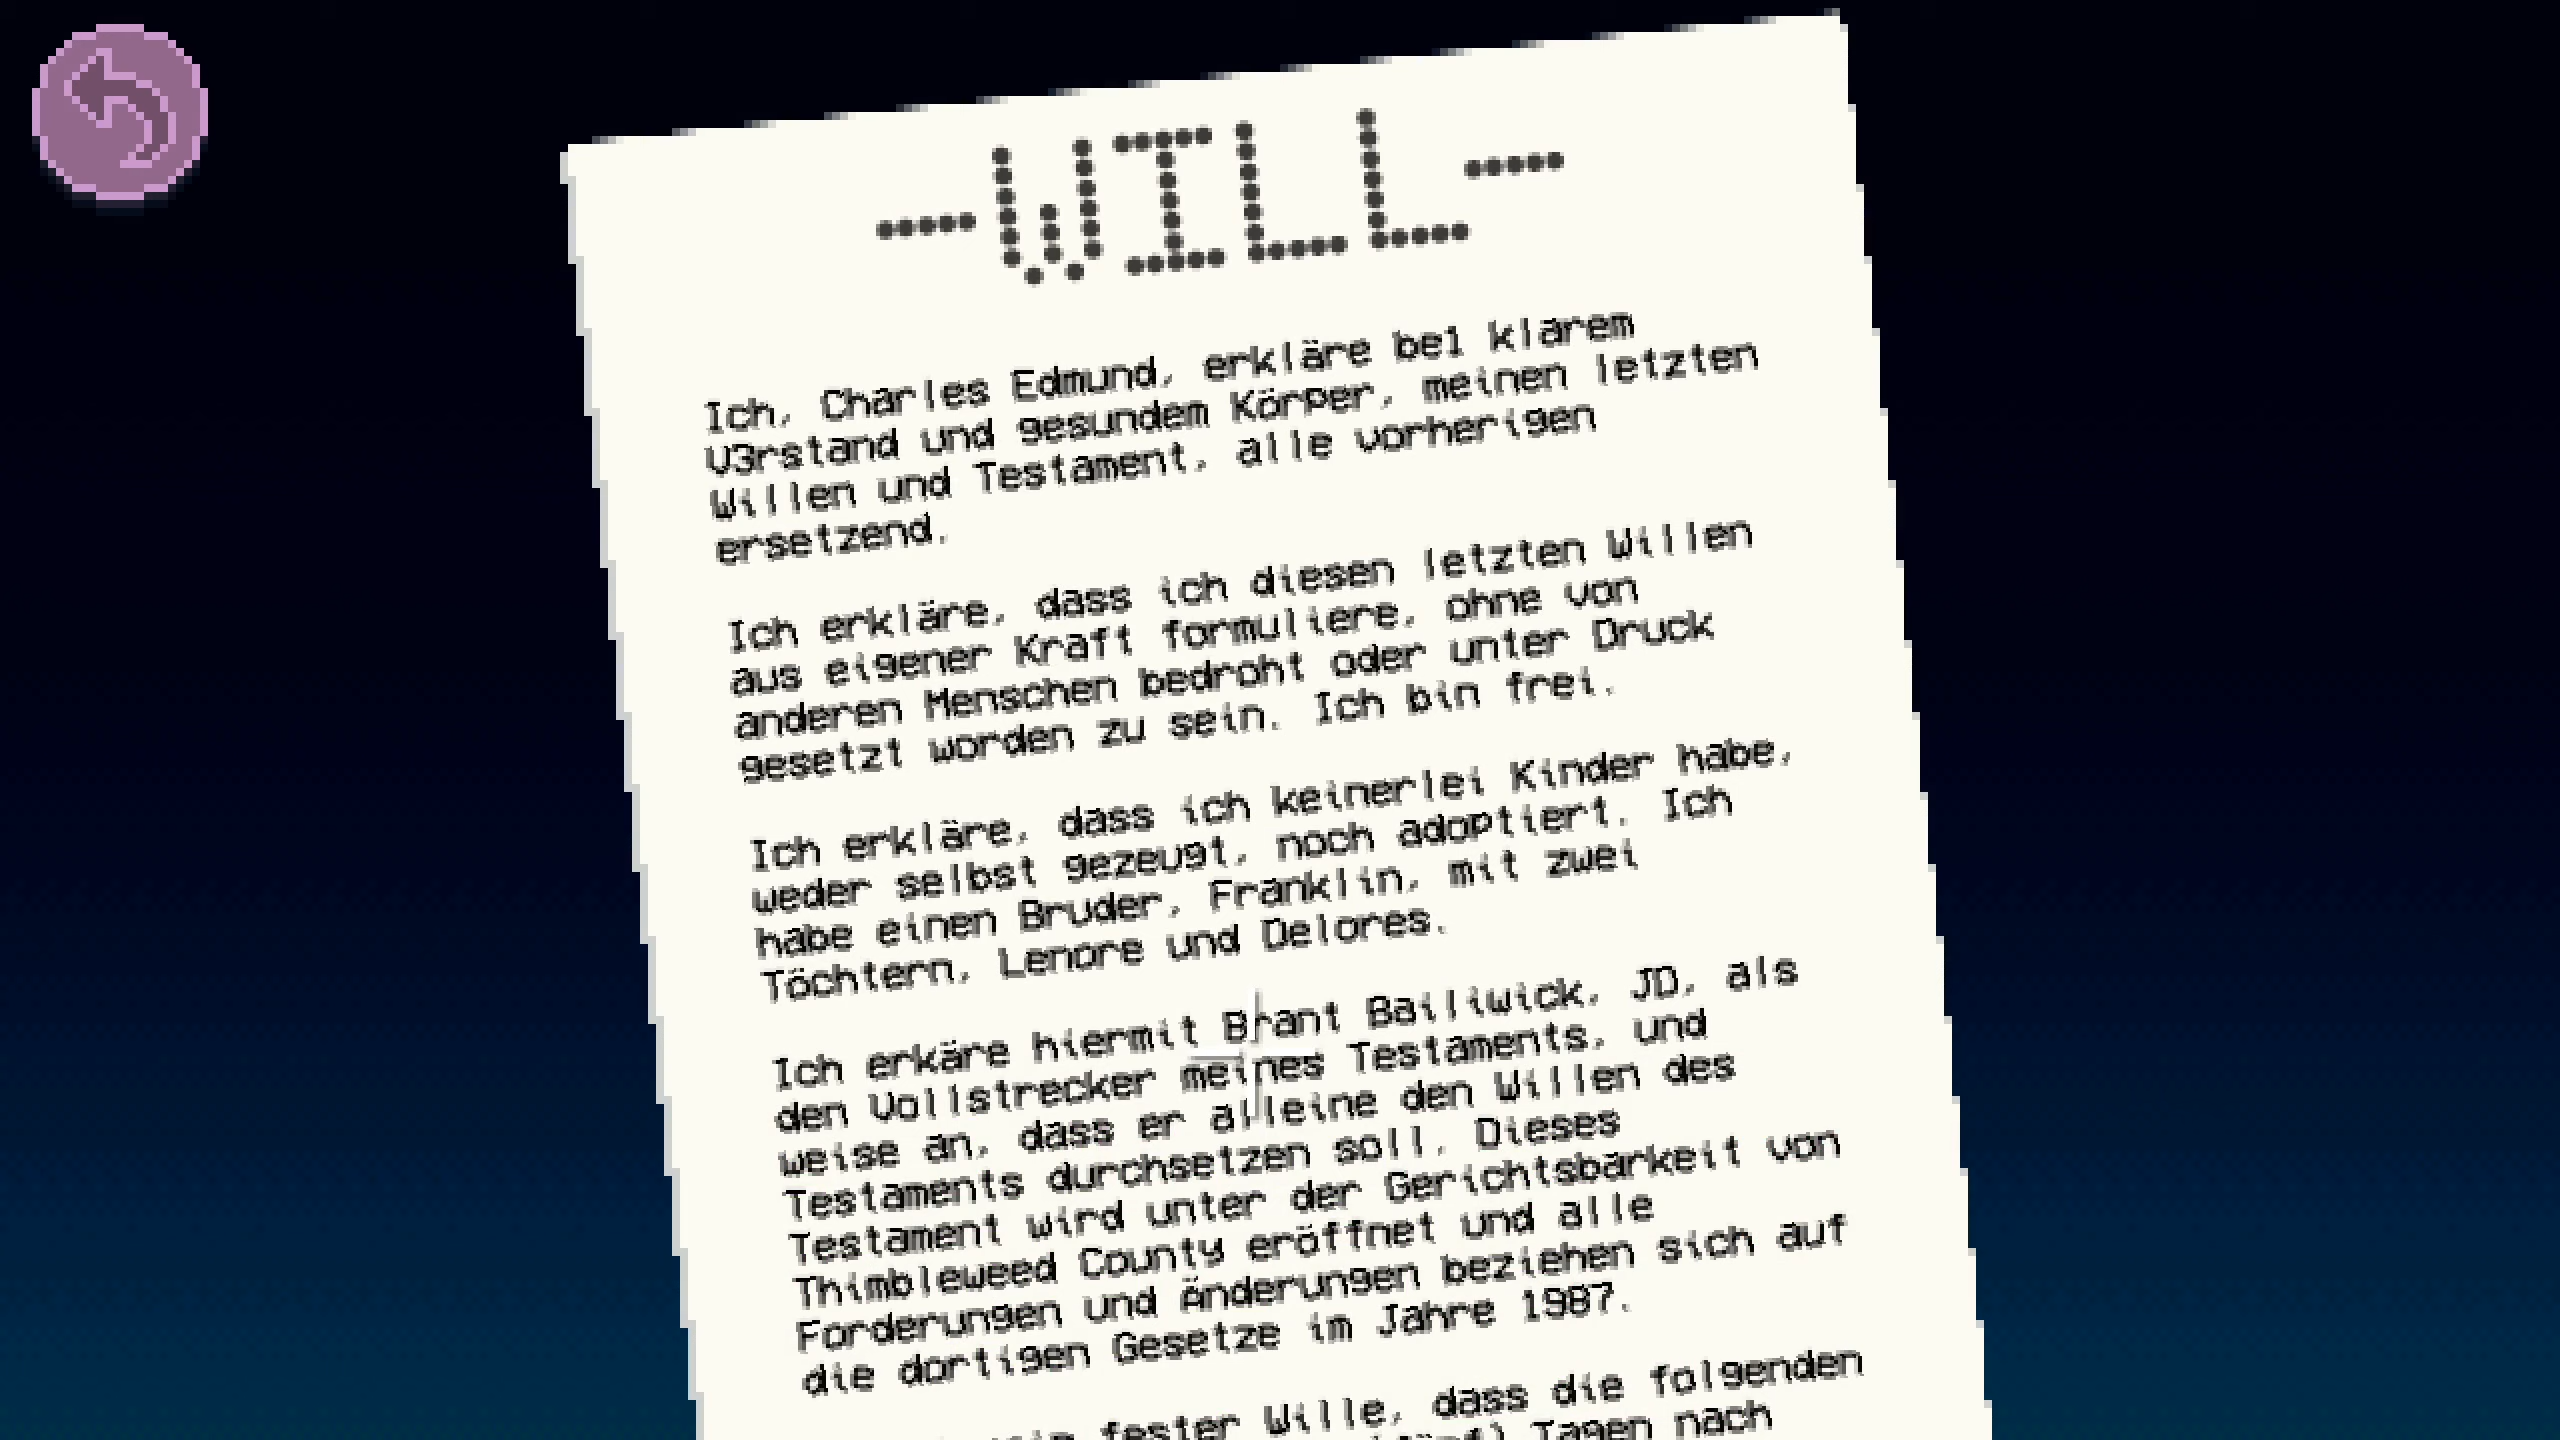 -WILL-
Ich, Charles Edmund, erkläre be1 klarem
V3rstand und gesundem Körper, meinen letzten
Willen und Testament, alle vorherigen
ersetzend.
Ich erkläre, dass ich diesen letzten Willen
aus eigener Kraft formuliere, ohne von
anderen Menschen bedroht oder unter Druck
gesetzt worden zu sein. Ich bin frei.
Ich erkläre, dass ich keinerlei Kinder habe,
weder selbst gezeugt, noch adoptiert. Ich
habe einen Bruder, Franklin, mit zwei
Töchtern, Lenore und Delores.
Ich erkäre hiermit Brant Bailiwick, JD, als
den Vollstrecker meines Testaments, und
weise an, dass er alleine den Willen des
Testaments durchsetzen soll. Dieses
Testament wird unter der Gerichtsbarkeit von
Thimbleweed County eröffnet und alle
Forderungen und Änderungen beziehen sich auf
die dortigen Gesetze im Jahre 1987.
fester Wille, dass die folgenden
Tagen nach